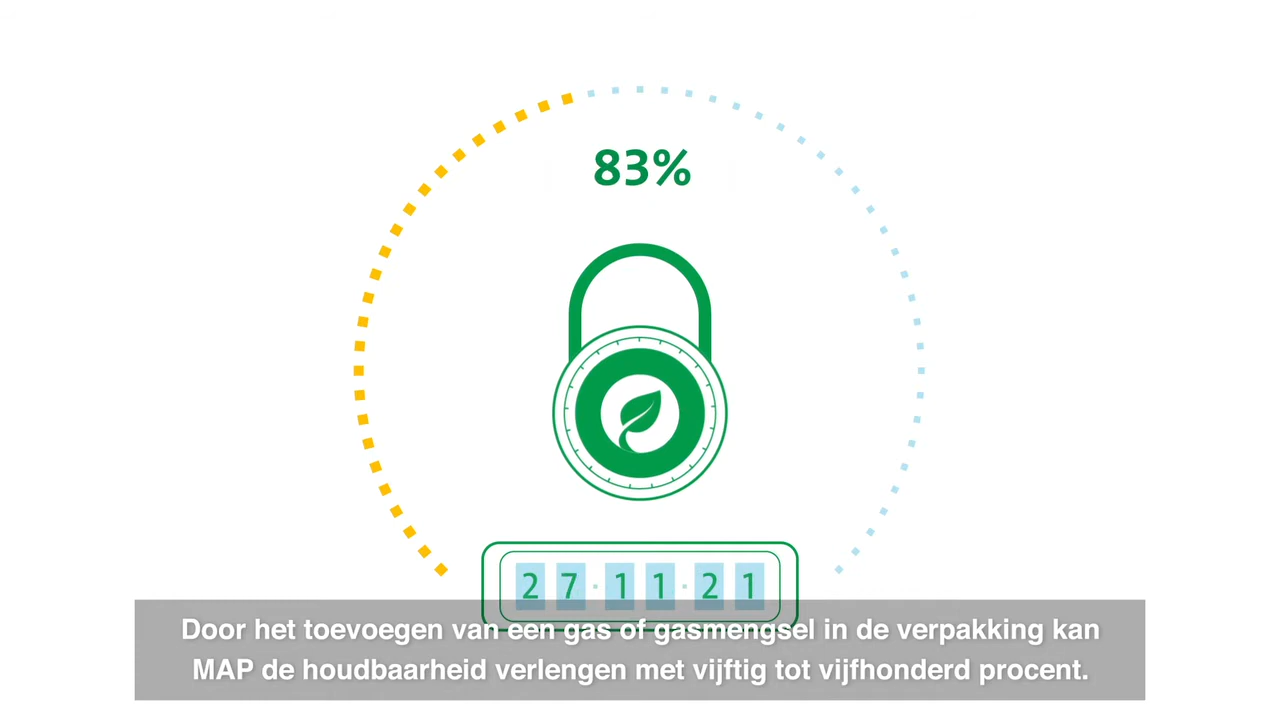 83%
27·11·21
Door het toevoegen van een gas of gasmengsel in de verpakking kan
MAP de houdbaarheid verlengen met vijftig tot vijfhonderd procent.